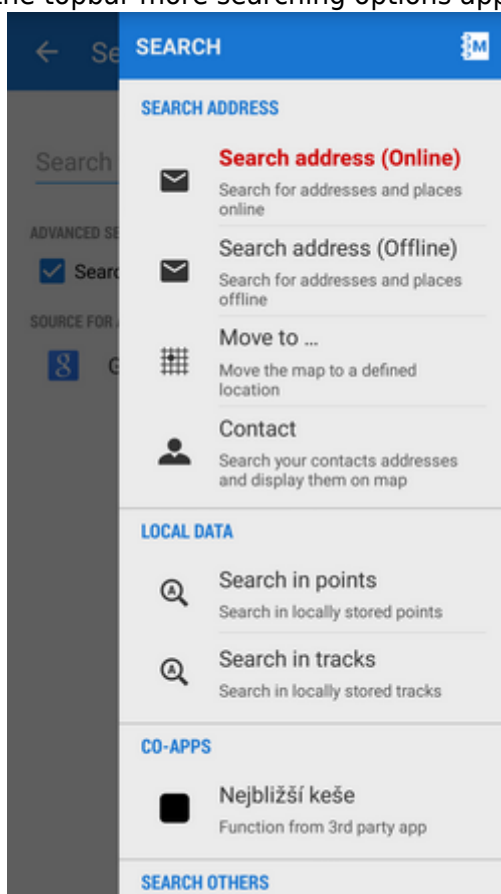 the topbar more searching options app
Se
SEARCH
M
SEARCH ADDRESS
Search
Search address (Online)
Search for addresses and places
online
ADVANCED SE
Searc
Search address (Offline)
Search for addresses and places
offline
SOURCE FOR
8
G
Move to ...
Move the map to a defined
location
Contact
Search your contacts addresses
and display them on map
LOCAL DATA
A
Search in points
Search in locally stored points
A
Search in tracks
Search in locally stored tracks
CO-APPS
Nejbližší keše
Function from 3rd party app
SEARCH OTHERS